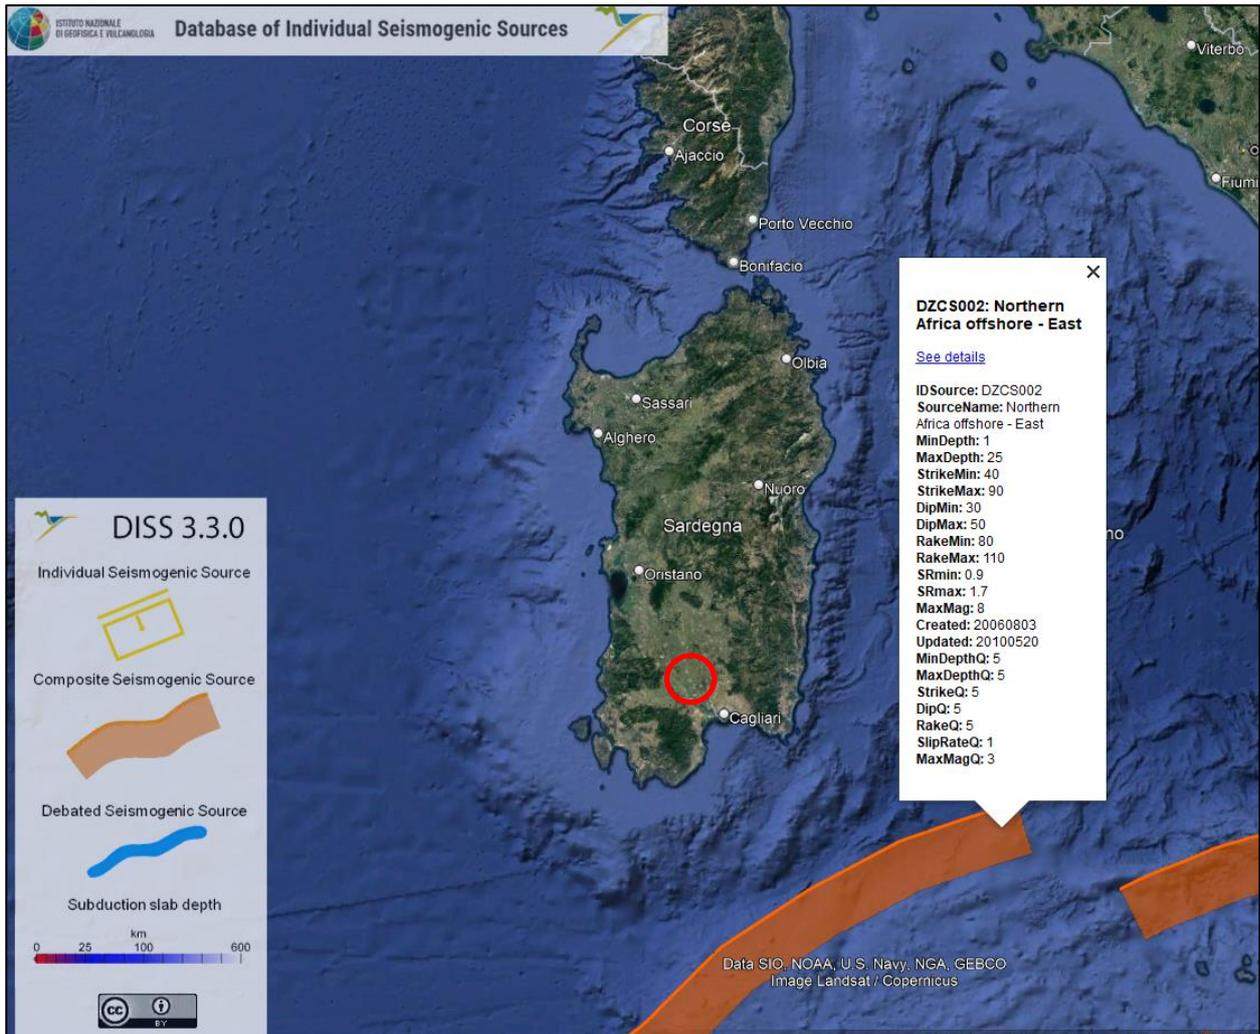 ISTITUTO NAZIONALE
DI GEOFISICA E VULCANOLOGIA
Database of Individual Seismogenic Sources
Viterbo
Corse
Ajaccio
Fiumi
Porto Vecchio
Bonifacio
Olbia
Sassari
Alghero
Nuoro
Sardegna
no
Oristano
Cagliari
DZCS002: Northern
Africa offshore - East
See details
IDSource: DZCS002
SourceName: Northern
Africa offshore - East
MinDepth: 1
MaxDepth: 25
StrikeMin: 40
StrikeMax: 90
DipMin: 30
DipMax: 50
RakeMin: 80
RakeMax: 110
SRmin: 0.9
SRmax: 1.7
MaxMag: 8
Created: 20060803
Updated: 20100520
MinDepthQ: 5
MaxDepthQ: 5
StrikeQ: 5
DipQ: 5
RakeQ: 5
SlipRateQ: 1
MaxMagQ: 3
DISS 3.3.0
Individual Seismogenic Source
Composite Seismogenic Source
Debated Seismogenic Source
Subduction slab depth
km
0 25 100 600
cc BY
Data SIO, NOAA, U.S. Navy, NGA, GEBCO
Image Landsat / Copernicus